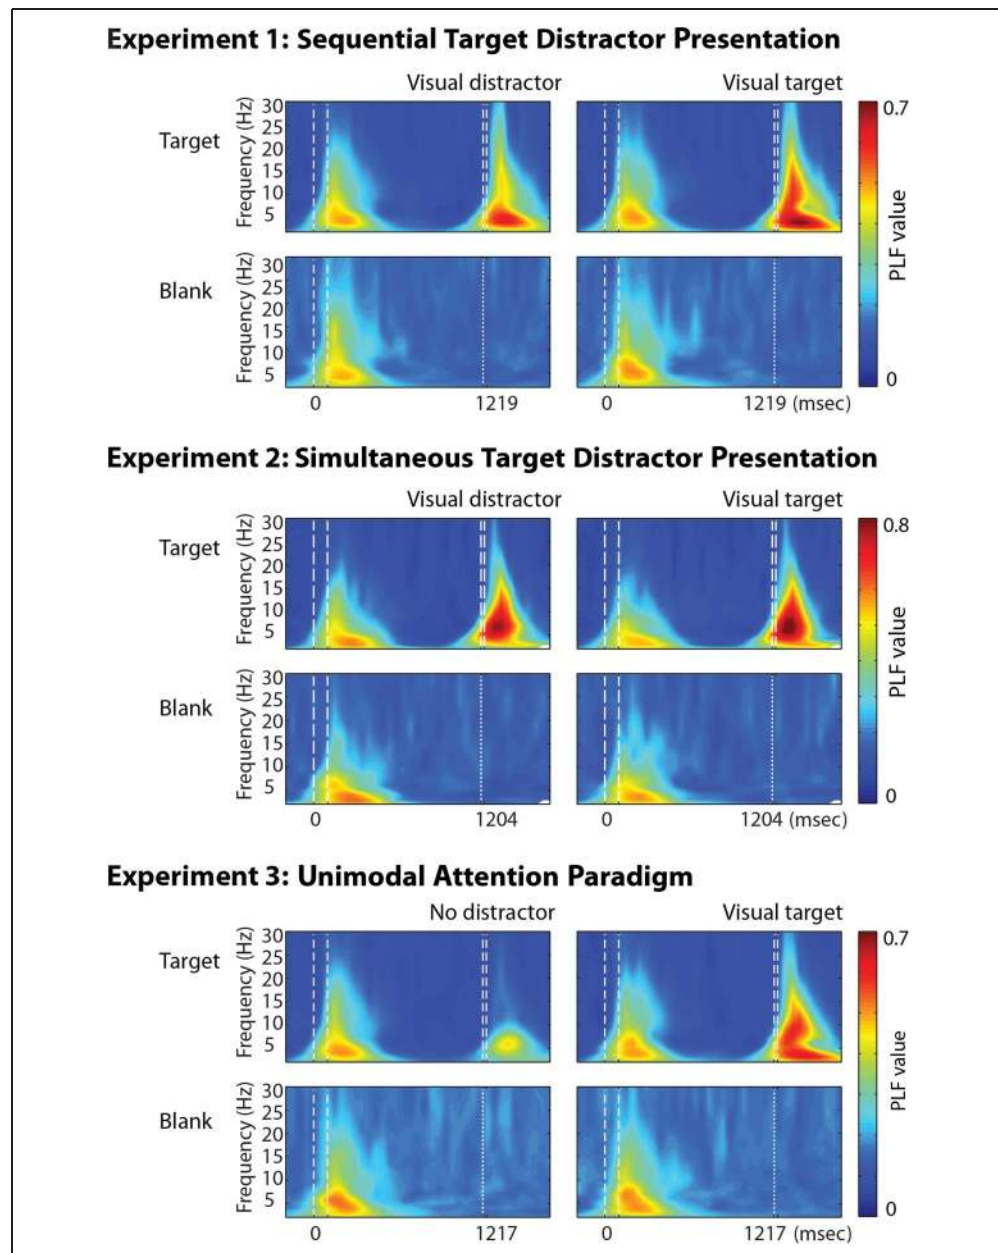 Experiment 1: Sequential Target Distractor Presentation
Visual distractor
Visual target
Target
Frequency (Hz)
30
25
20
15
10
5
0.7
PLF value
0
Blank
Frequency (Hz)
30
25
20
15
10
5
0
1219
0
1219 (msec)
Experiment 2: Simultaneous Target Distractor Presentation
Visual distractor
Visual target
Target
Frequency (Hz)
30
25
20
15
10
5
0.8
PLF value
0
Blank
Frequency (Hz)
30
25
20
15
10
5
0
1204
0
1204 (msec)
Experiment 3: Unimodal Attention Paradigm
No distractor
Visual target
Target
Frequency (Hz)
30
25
20
15
10
5
0.7
PLF value
0
Blank
Frequency (Hz)
30
25
20
15
10
5
0
1217
0
1217 (msec)